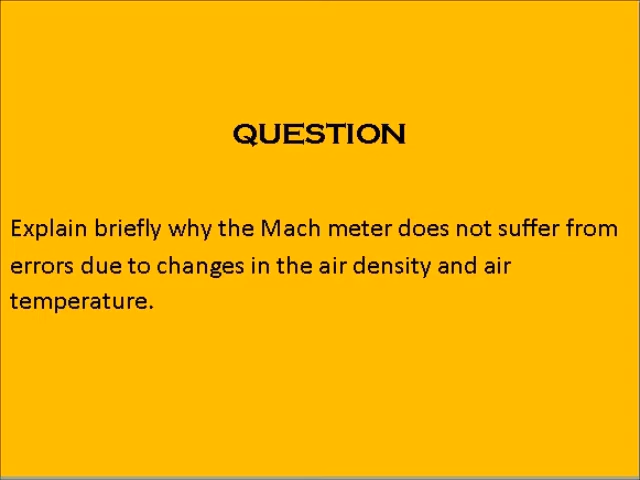 QUESTION
Explain briefly why the Mach meter does not suffer from
errors due to changes in the air density and air
temperature.